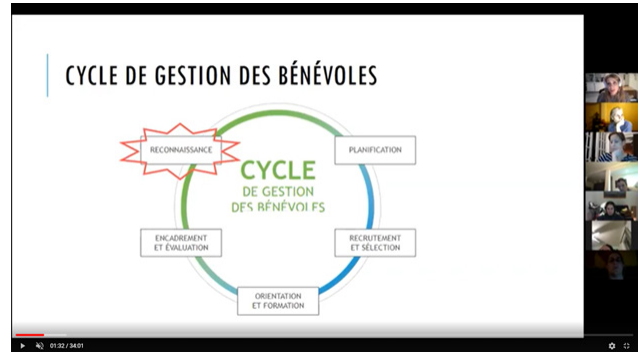 CYCLE DE GESTION DES BÉNÉVOLES
RECONNAISSANCE
PLANIFICATION
CYCLE
DE GESTION
DES BÉNÉVOLES
ENCADREMENT
ET ÉVALUATION
RECRUTEMENT
ET SÉLECTION
ORIENTATION
ET FORMATION
01:32 / 34:01